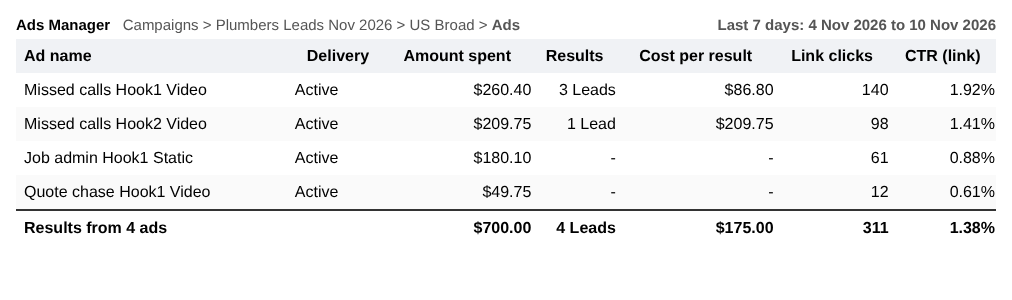 Ads Manager Campaigns > Plumbers Leads Nov 2026 > US Broad > Ads Last 7 days: 4 Nov 2026 to 10 Nov 2026
Ad name Delivery Amount spent Results Cost per result Link clicks CTR (link)
Missed calls Hook1 Video Active $260.40 3 Leads $86.80 140 1.92%
Missed calls Hook2 Video Active $209.75 1 Lead $209.75 98 1.41%
Job admin Hook1 Static Active $180.10 - - 61 0.88%
Quote chase Hook1 Video Active $49.75 - - 12 0.61%
Results from 4 ads $700.00 4 Leads $175.00 311 1.38%